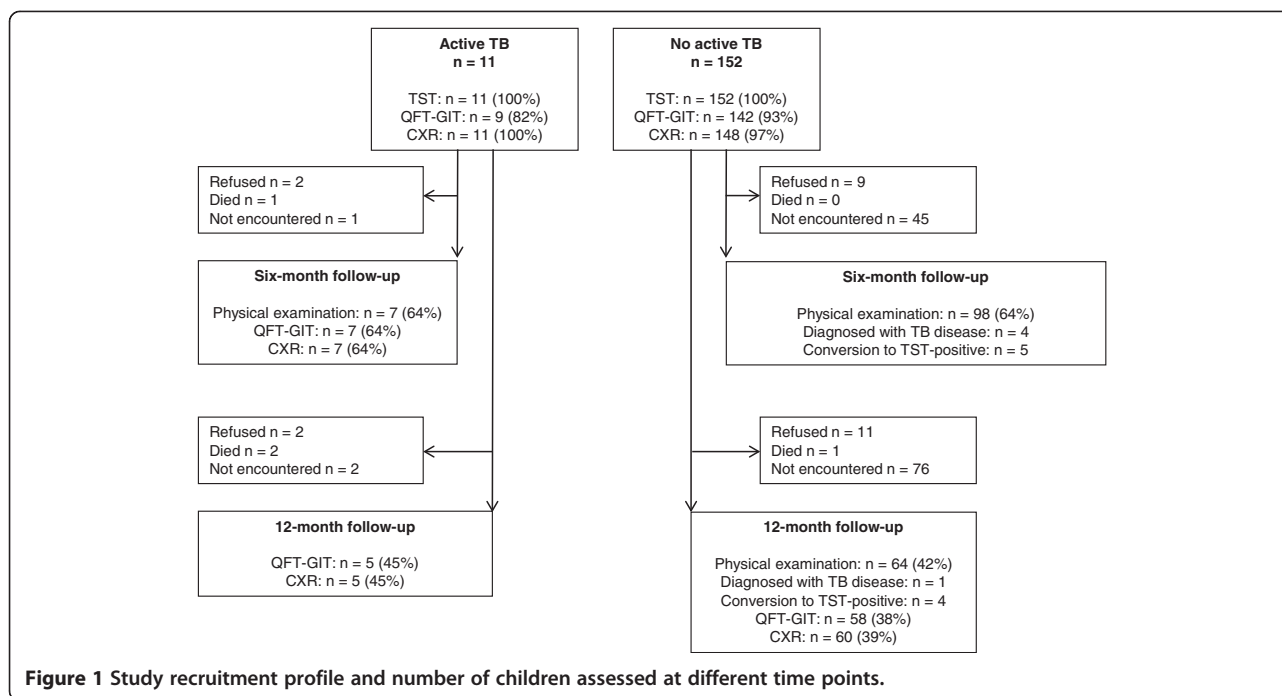 Active TB
n = 11
TST: n = 11 (100%)
QFT-GIT: n = 9 (82%)
CXR: n = 11 (100%)
No active TB
n = 152
TST: n = 152 (100%)
QFT-GIT: n = 142 (93%)
CXR: n = 148 (97%)
Refused n = 2
Died n = 1
Not encountered n = 1
Refused n = 9
Died n = 0
Not encountered n = 45
Six-month follow-up
Physical examination: n = 7 (64%)
QFT-GIT: n = 7 (64%)
CXR: n = 7 (64%)
Six-month follow-up
Physical examination: n = 98 (64%)
Diagnosed with TB disease: n = 4
Conversion to TST-positive: n = 5
Refused n = 2
Died n = 2
Not encountered n = 2
Refused n = 11
Died n = 1
Not encountered n = 76
12-month follow-up
QFT-GIT: n = 5 (45%)
CXR: n = 5 (45%)
12-month follow-up
Physical examination: n = 64 (42%)
Diagnosed with TB disease: n = 1
Conversion to TST-positive: n = 4
QFT-GIT: n = 58 (38%)
CXR: n = 60 (39%)
Figure 1 Study recruitment profile and number of children assessed at different time points.